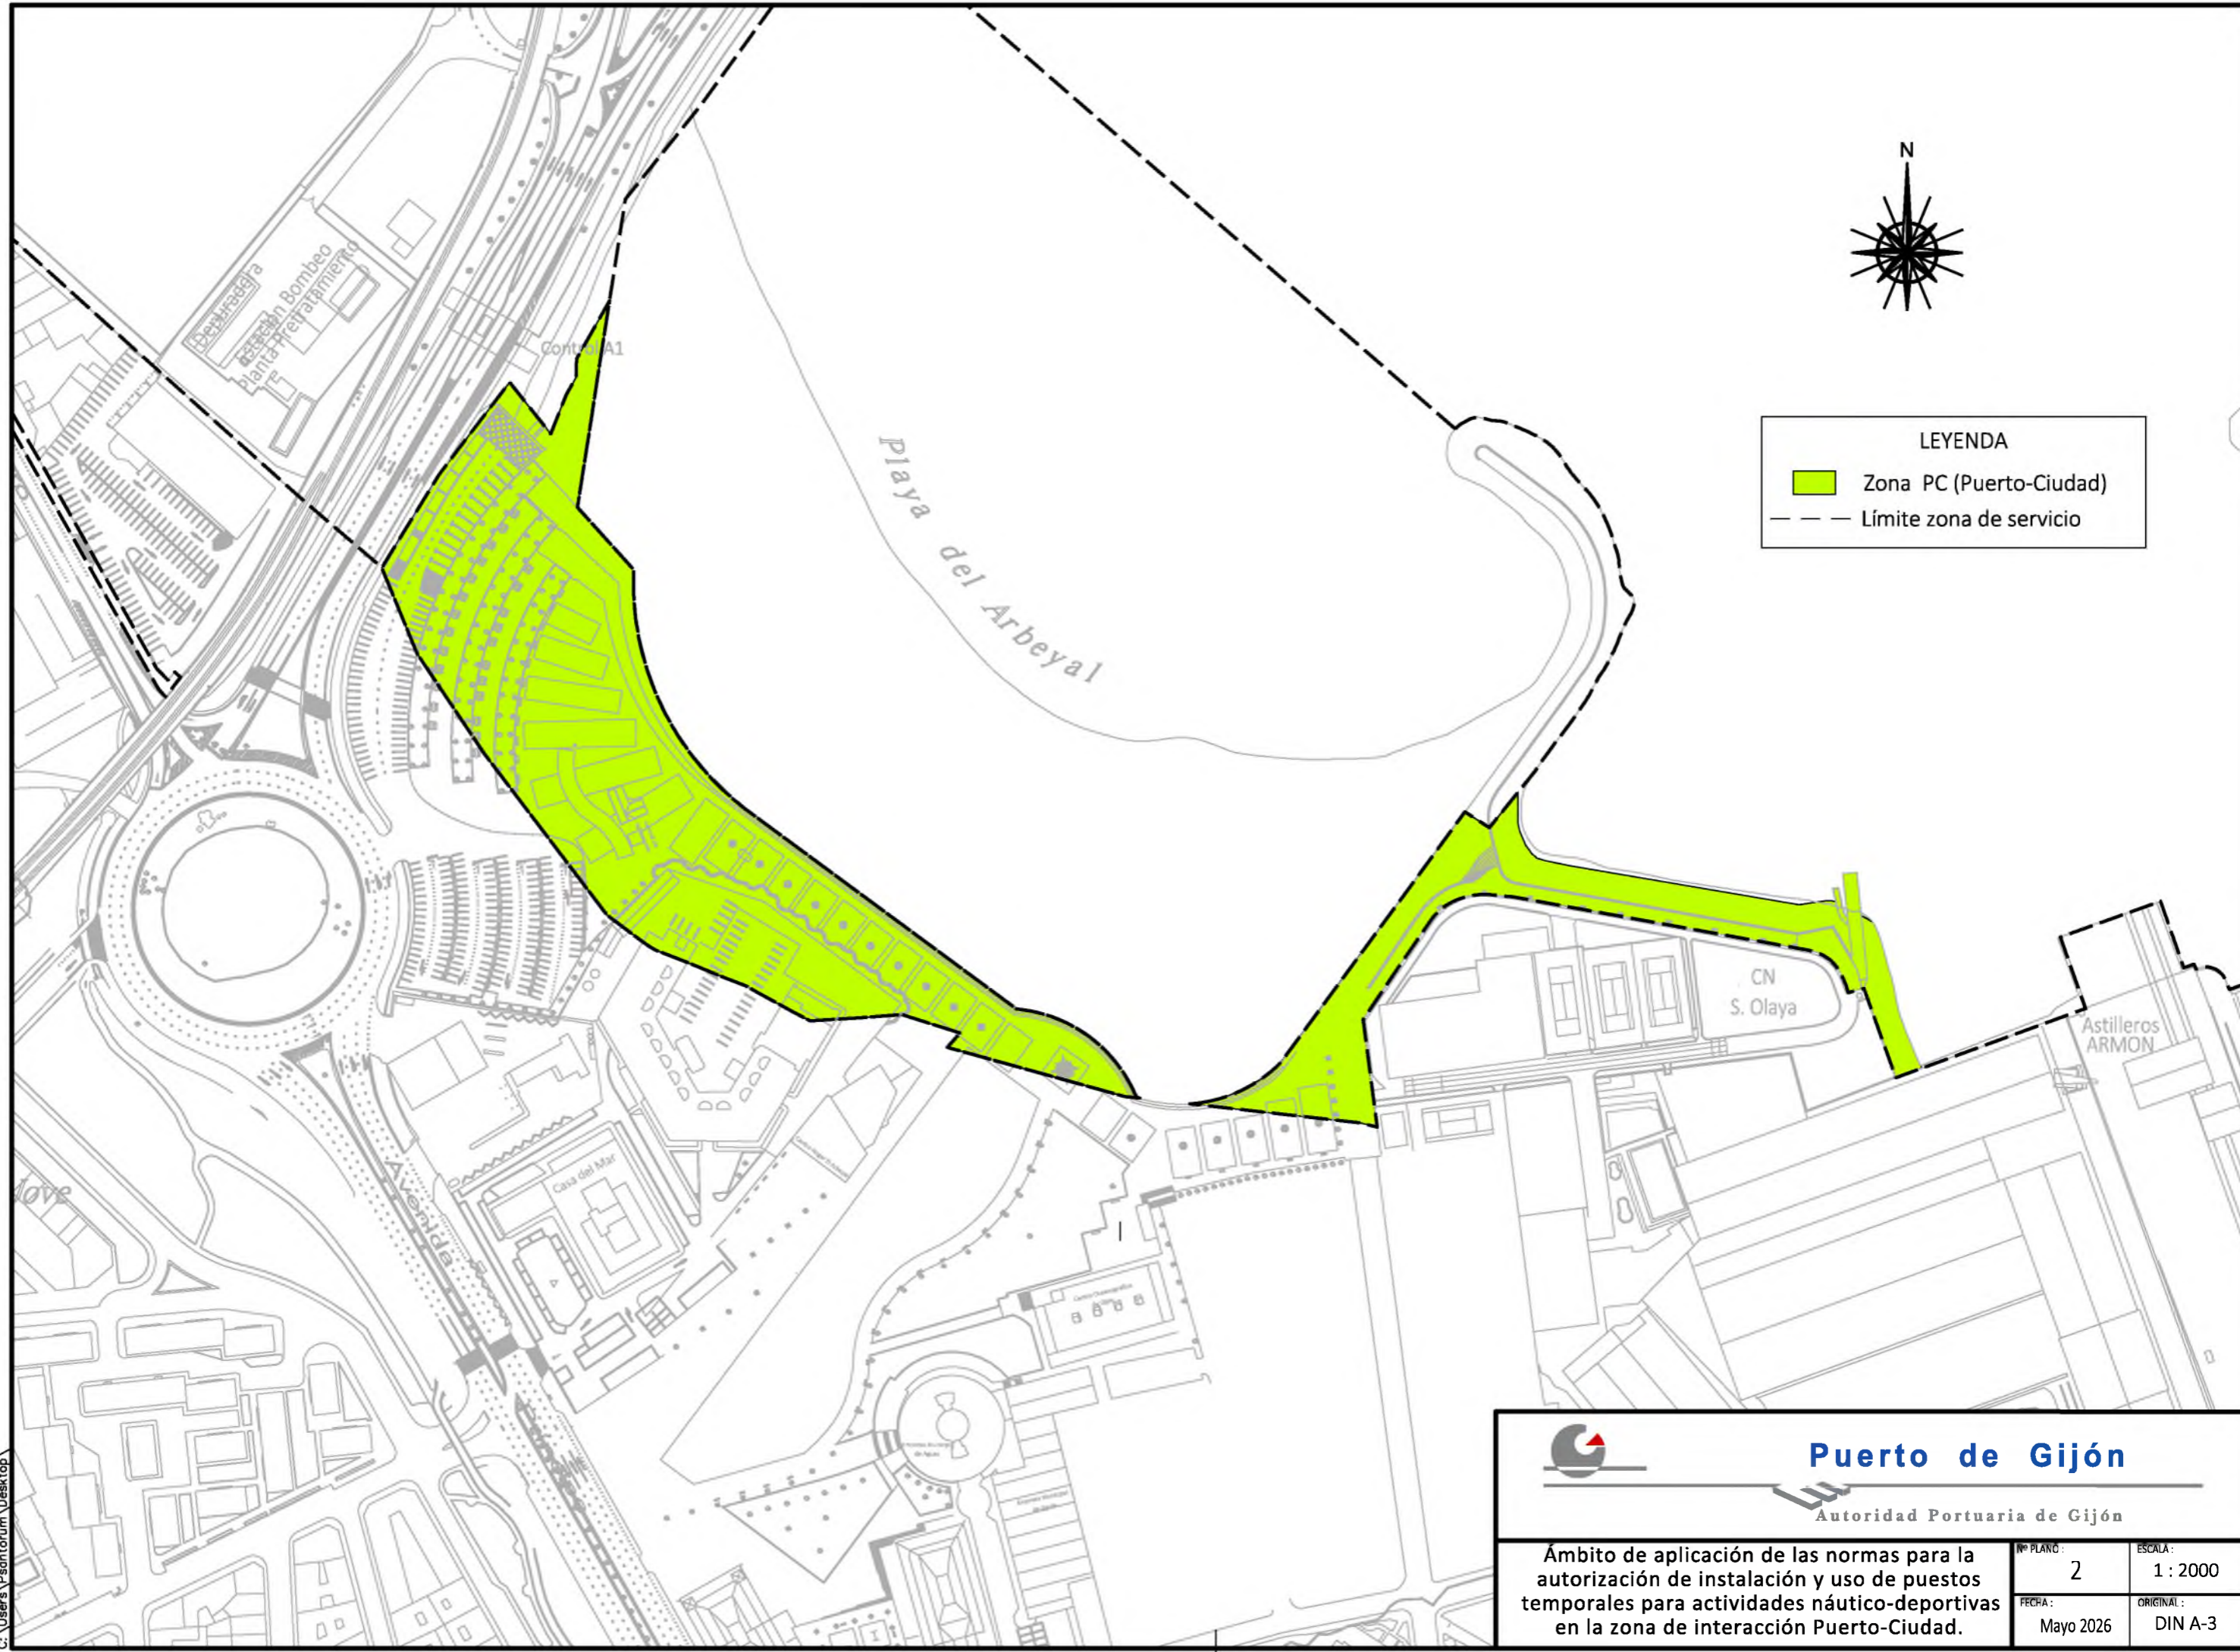 N
LEYENDA
Zona PC (Puerto-Ciudad)
Límite zona de servicio
Depuradora
Estación Bombeo
Planta Pretratamiento
Control A1
Playa del Arbeyal
CN
S. Olaya
Astilleros
ARMON
Casa del Mar
Avenida
Puerto de Gijón
Autoridad Portuaria de Gijón
Ámbito de aplicación de las normas para la
autorización de instalación y uso de puestos
temporales para actividades náutico-deportivas
en la zona de interacción Puerto-Ciudad.
Nº PLANO :
2
ESCALA :
1 : 2000
FECHA :
Mayo 2026
ORIGINAL :
DIN A-3